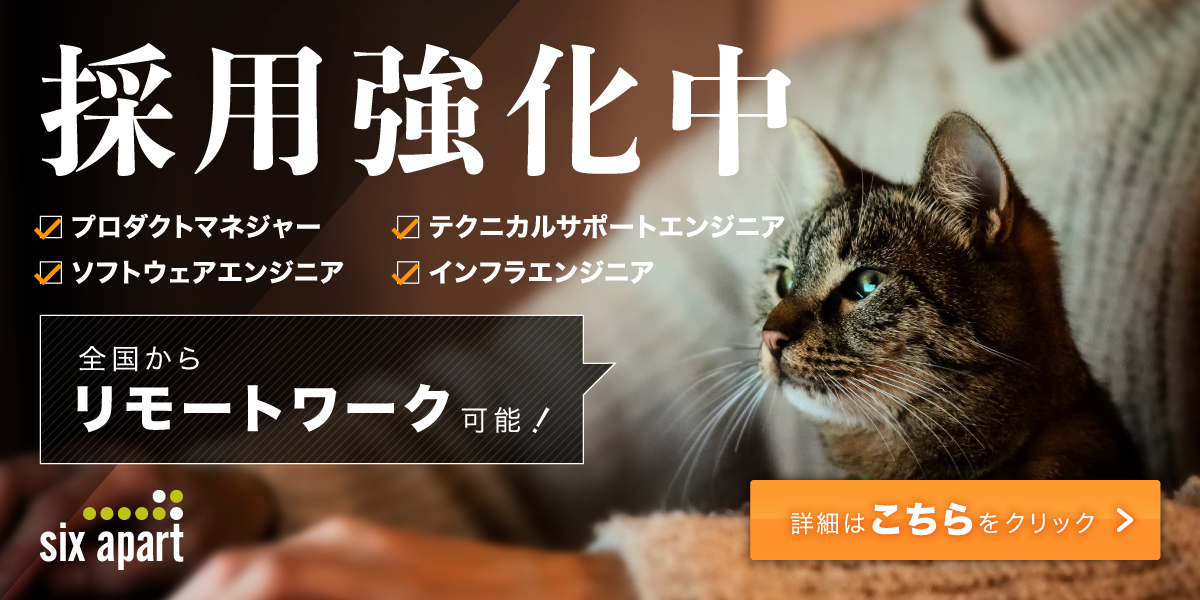 採用強化中
プロダクトマネジャー
テクニカルサポートエンジニア
ソフトウェアエンジニア
インフラエンジニア
全国から
リモートワーク可能！
six apart
詳細はこちらをクリック